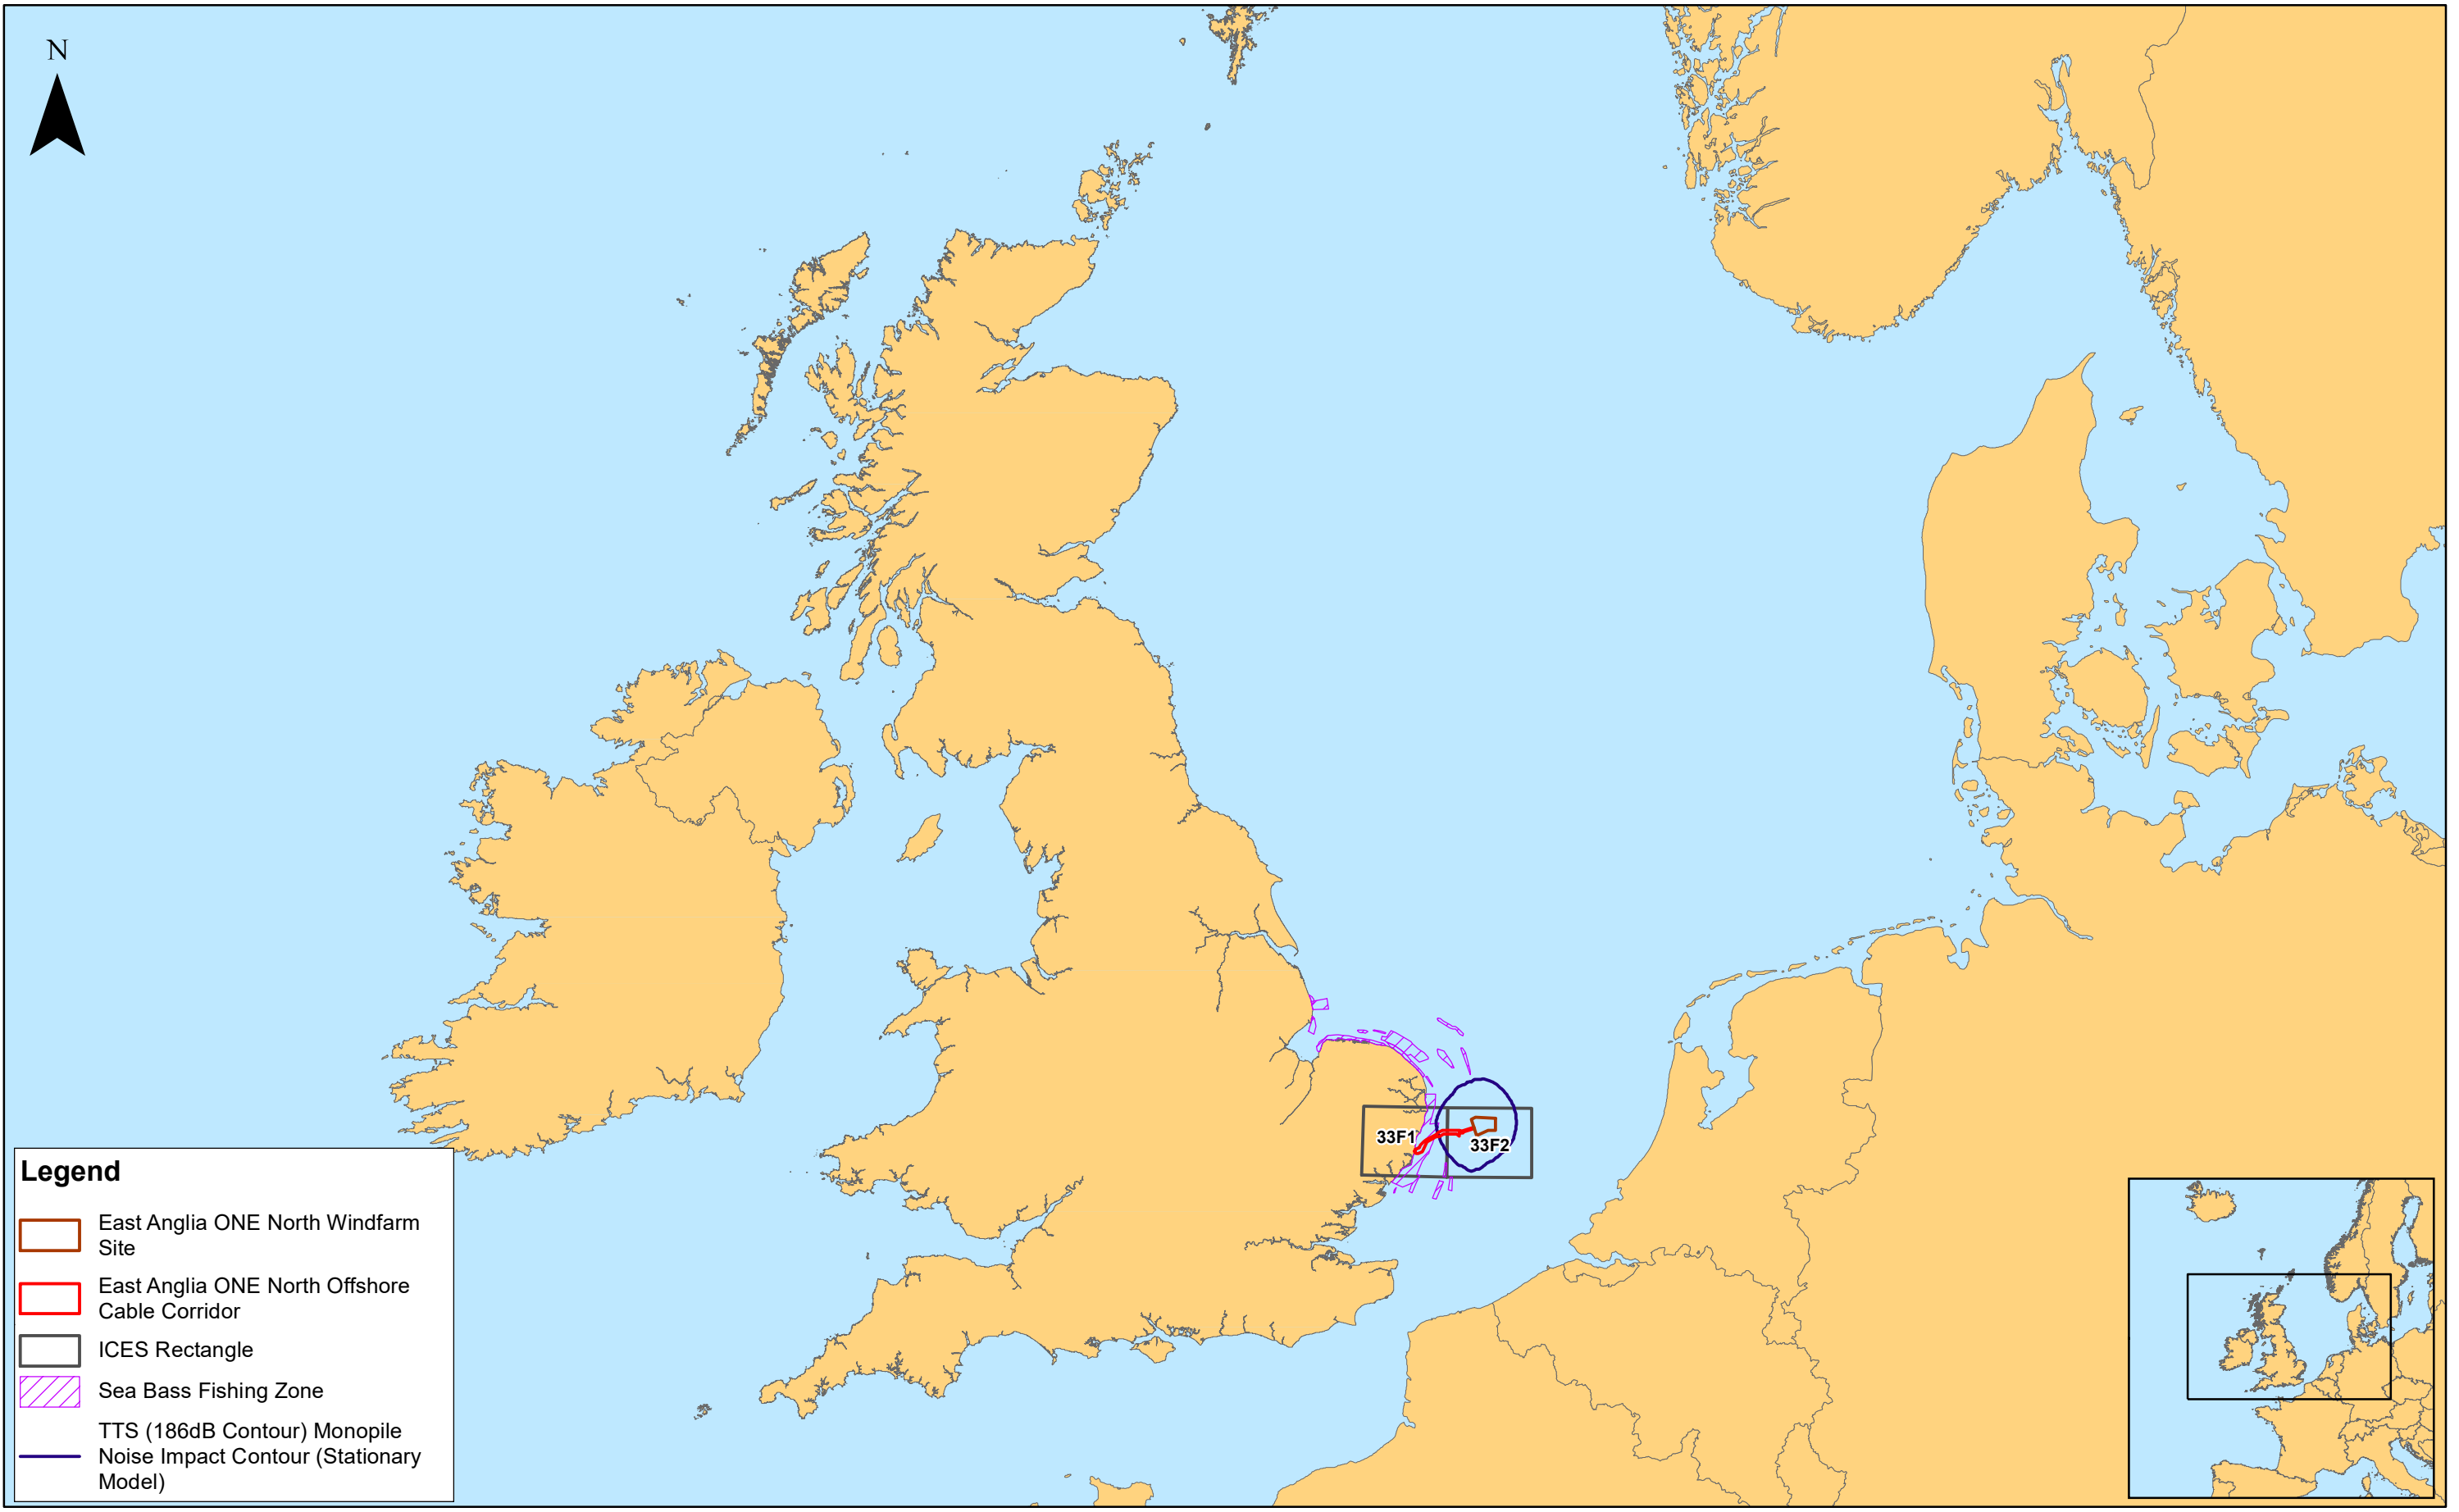 N
33F1
33F2
Legend
East Anglia ONE North Windfarm
Site
East Anglia ONE North Offshore
Cable Corridor
ICES Rectangle
Sea Bass Fishing Zone
TTS (186dB Contour) Monopile
Noise Impact Contour (Stationary
Model)